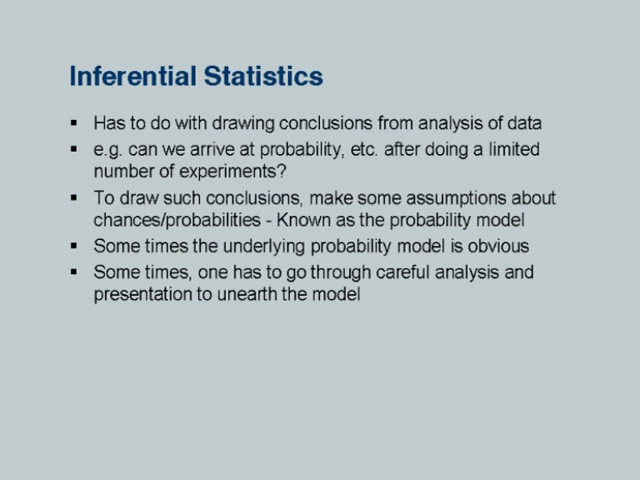 Inferential Statistics
▪ Has to do with drawing conclusions from analysis of data
▪ e.g. can we arrive at probability, etc. after doing a limited
number of experiments?
▪ To draw such conclusions, make some assumptions about
chances/probabilities - Known as the probability model
▪ Some times the underlying probability model is obvious
▪ Some times, one has to go through careful analysis and
presentation to unearth the model